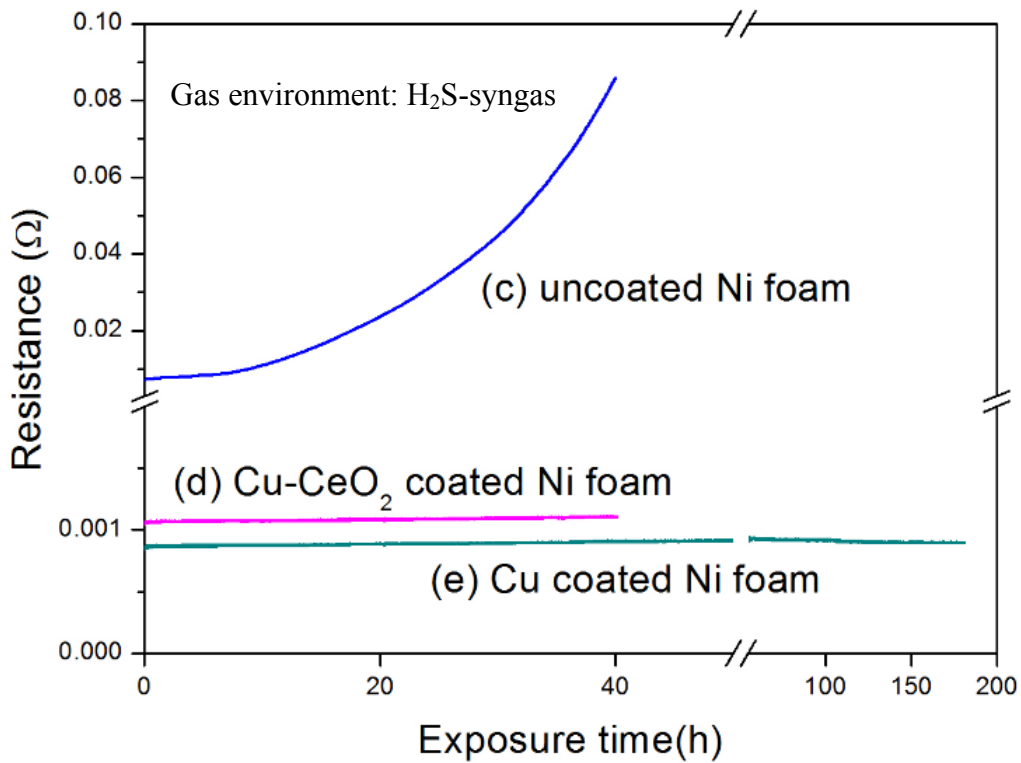 0.10
Gas environment: H₂S-syngas
0.08
0.06
0.04
(c) uncoated Ni foam
0.02
Resistance (Ω)
(d) Cu-CeO₂ coated Ni foam
0.001
(e) Cu coated Ni foam
0.000
0 20 40 100 150 200
Exposure time(h)